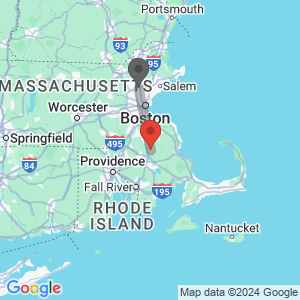 Portsmouth
93
95
MASSACHUSETTS
Salem
Worcester
Boston
Springfield
495
Providence
84
Fall River
195
RHODE
ISLAND
Nantucket
Google
Map data ©2024 Google